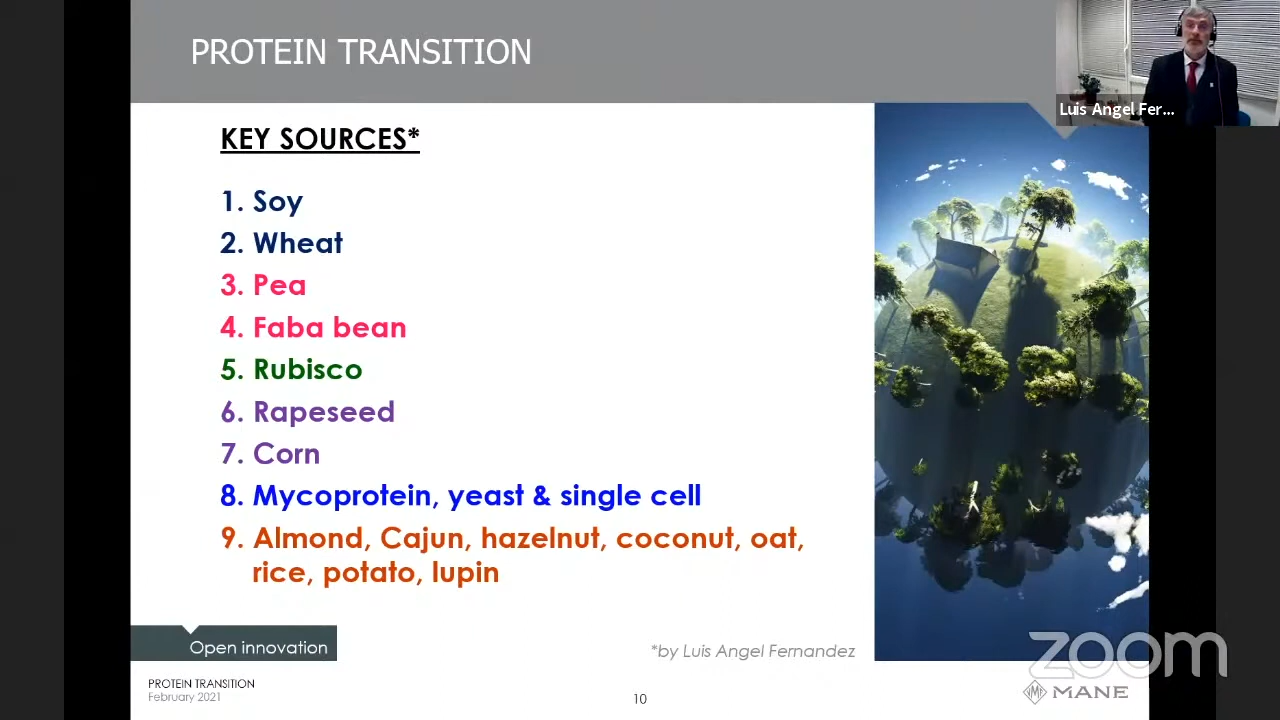 PROTEIN TRANSITION
Luis Angel Fer...
KEY SOURCES*
1. Soy
2. Wheat
3. Pea
4. Faba bean
5. Rubisco
6. Rapeseed
7. Corn
8. Mycoprotein, yeast & single cell
9. Almond, Cajun, hazelnut, coconut, oat,
rice, potato, lupin
Open innovation
*by Luis Angel Fernandez
zoom
PROTEIN TRANSITION
February 2021
10
MANE